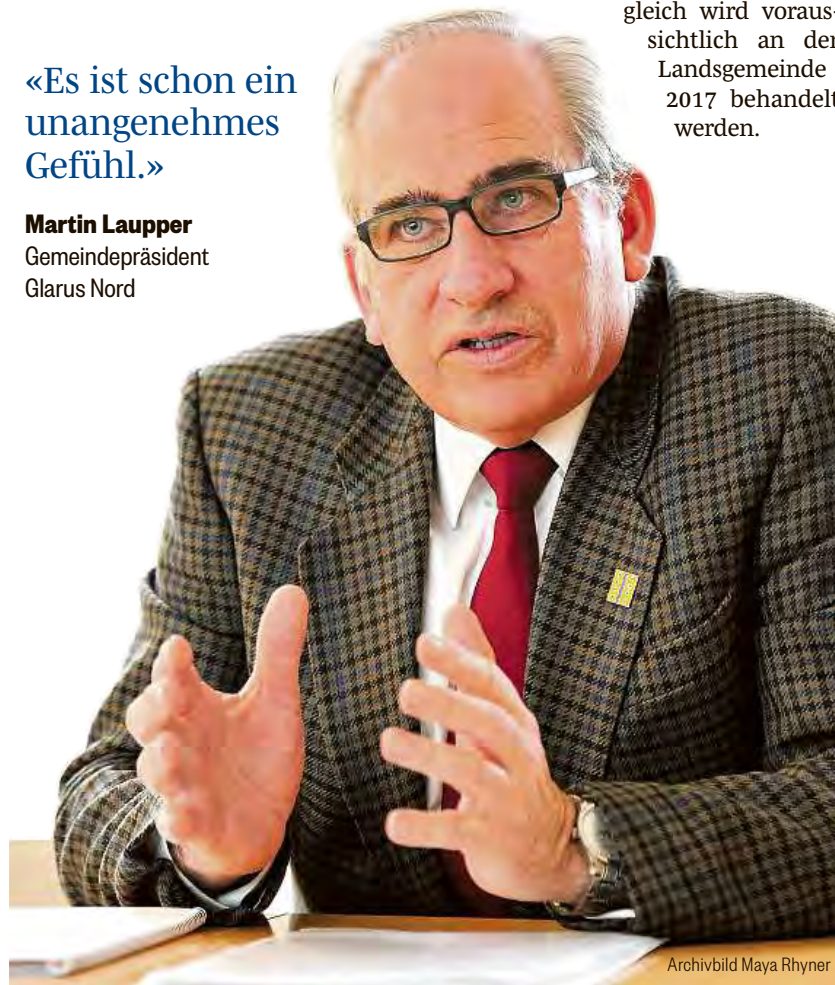 «Es ist schon ein
unangenehmes
Gefühl.»
Martin Laupper
Gemeindepräsident
Glarus Nord
gleich wird voraus-
sichtlich an der
Landsgemeinde
2017 behandelt
werden.
Archivbild Maya Rhyner